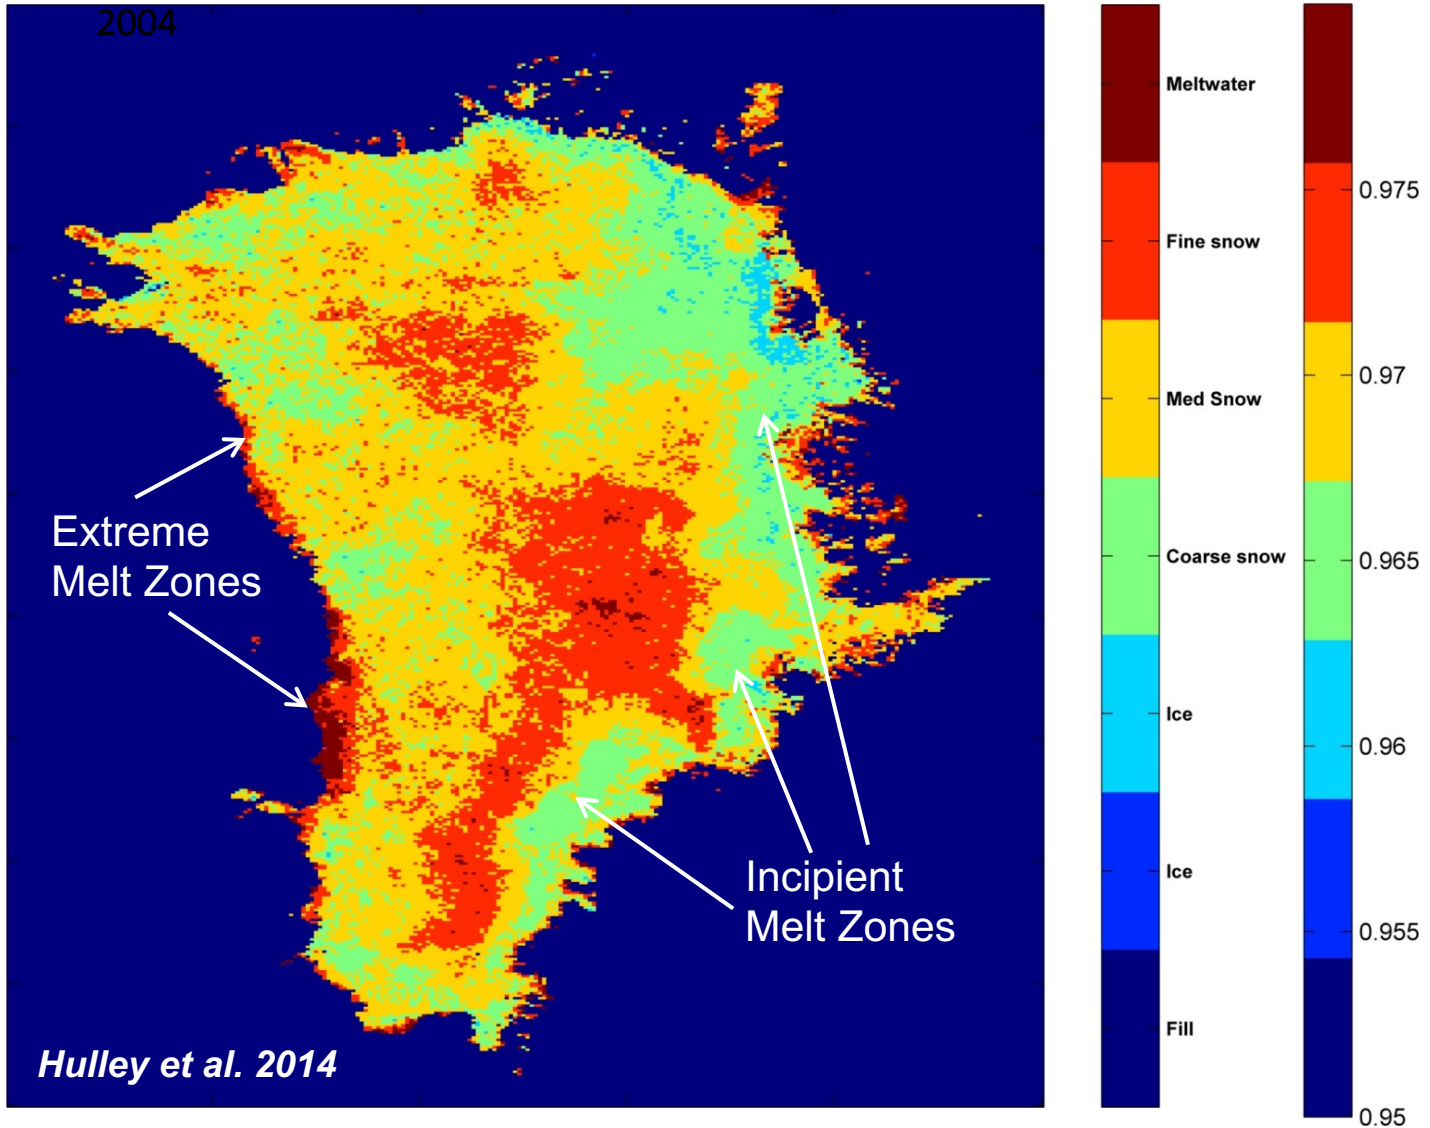 2004
Extreme
Melt Zones
Incipient
Melt Zones
Hulley et al. 2014
Meltwater
Fine snow
Med Snow
Coarse snow
Ice
Ice
Fill
0.975
0.97
0.965
0.96
0.955
0.95